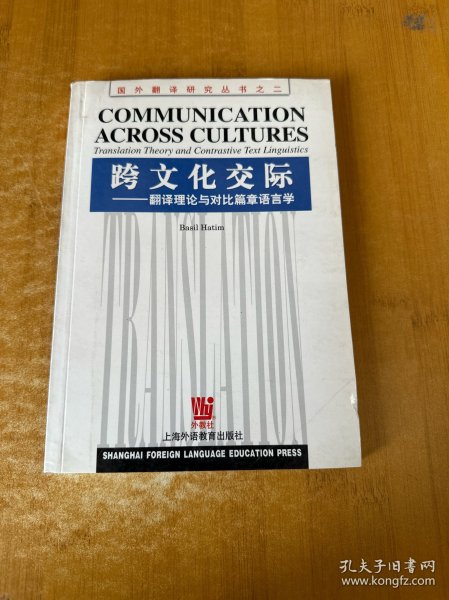 国外翻译研究丛书之二
COMMUNICATION
ACROSS CULTURES
Translation Theory and Contrastive Text Linguistics
跨文化交际
——翻译理论与对比篇章语言学
Basil Hatim
TRANSLATION
Wy
外教社
上海外语教育出版社
SHANGHAI FOREIGN LANGUAGE EDUCATION PRESS
孔夫子旧书网
www.kongfz.com